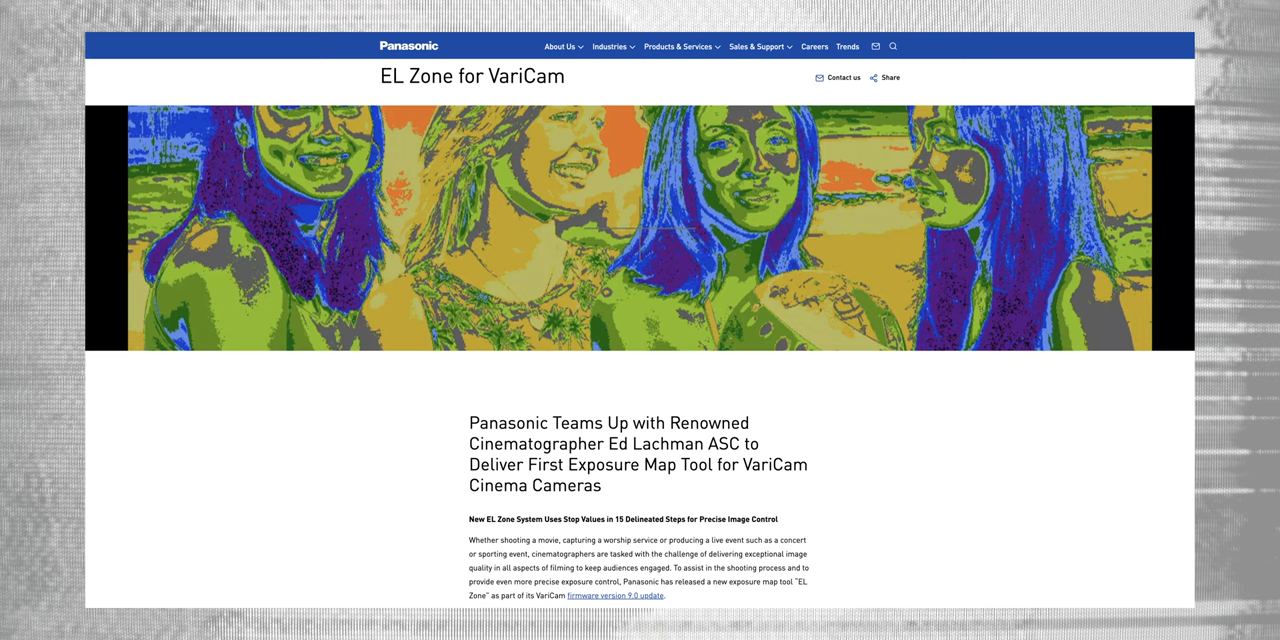 Panasonic
About Us
Industries
Products & Services
Sales & Support
Careers
Trends
EL Zone for VariCam
Contact us
Share
Panasonic Teams Up with Renowned
Cinematographer Ed Lachman ASC to
Deliver First Exposure Map Tool for VariCam
Cinema Cameras
New EL Zone System Uses Stop Values in 15 Delineated Steps for Precise Image Control
Whether shooting a movie, capturing a worship service or producing a live event such as a concert
or sporting event, cinematographers are tasked with the challenge of delivering exceptional image
quality in all aspects of filming to keep audiences engaged. To assist in the shooting process and to
provide even more precise exposure control, Panasonic has released a new exposure map tool "EL
Zone" as part of its VariCam firmware version 9.0 update.